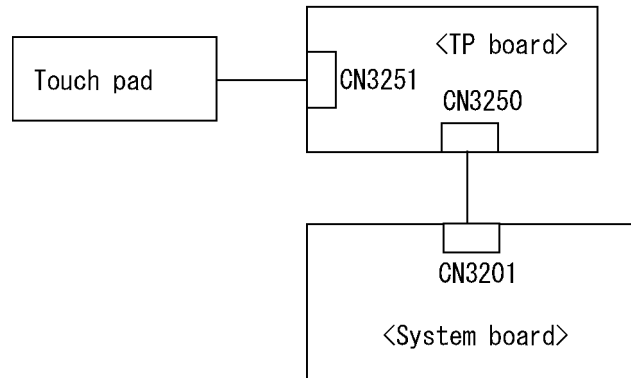 <TP board>
Touch pad
CN3251
CN3250
CN3201
<System board>